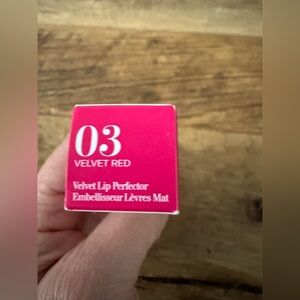 03
VELVET RED
Velvet Lip Perfector
Embellisseur Lèvres Mat